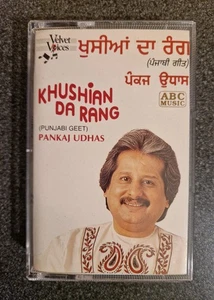 Velvet
Voices
ਖੁਸੀਆਂ ਦਾ ਰੰਗ
(ਪੰਜਾਬੀ ਗੀਤ)
ਪੰਕਜ ਉਧਾਸ
ABC
MUSIC
KHUSHIAN
DA RANG
(PUNJABI GEET)
PANKAJ UDHAS